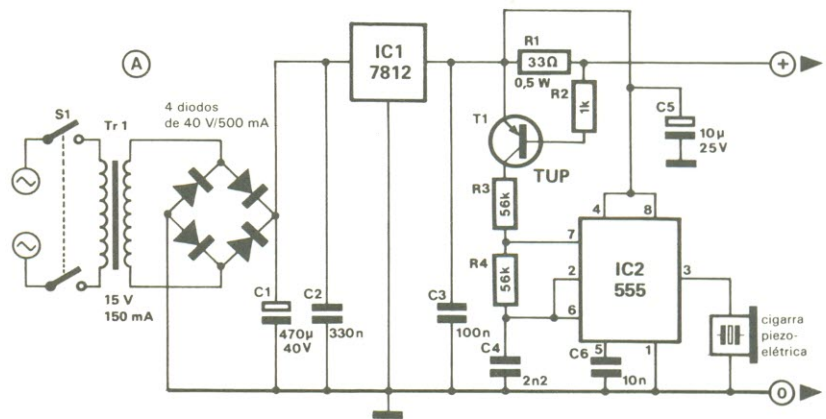 A
S1
Tr 1
4 diodos
de 40 V/500 mA
15 V
150 mA
C1
470µ
40V
C2
330n
IC1
7812
C3
100n
R1
33Ω
0,5 W
R2
1k
T1
TUP
R3
56k
R4
56k
C4
2n2
C5
10µ
25V
4
8
7
2
6
IC2
555
3
5
1
C6
10n
cigarra
piezo-
elétrica
+
0